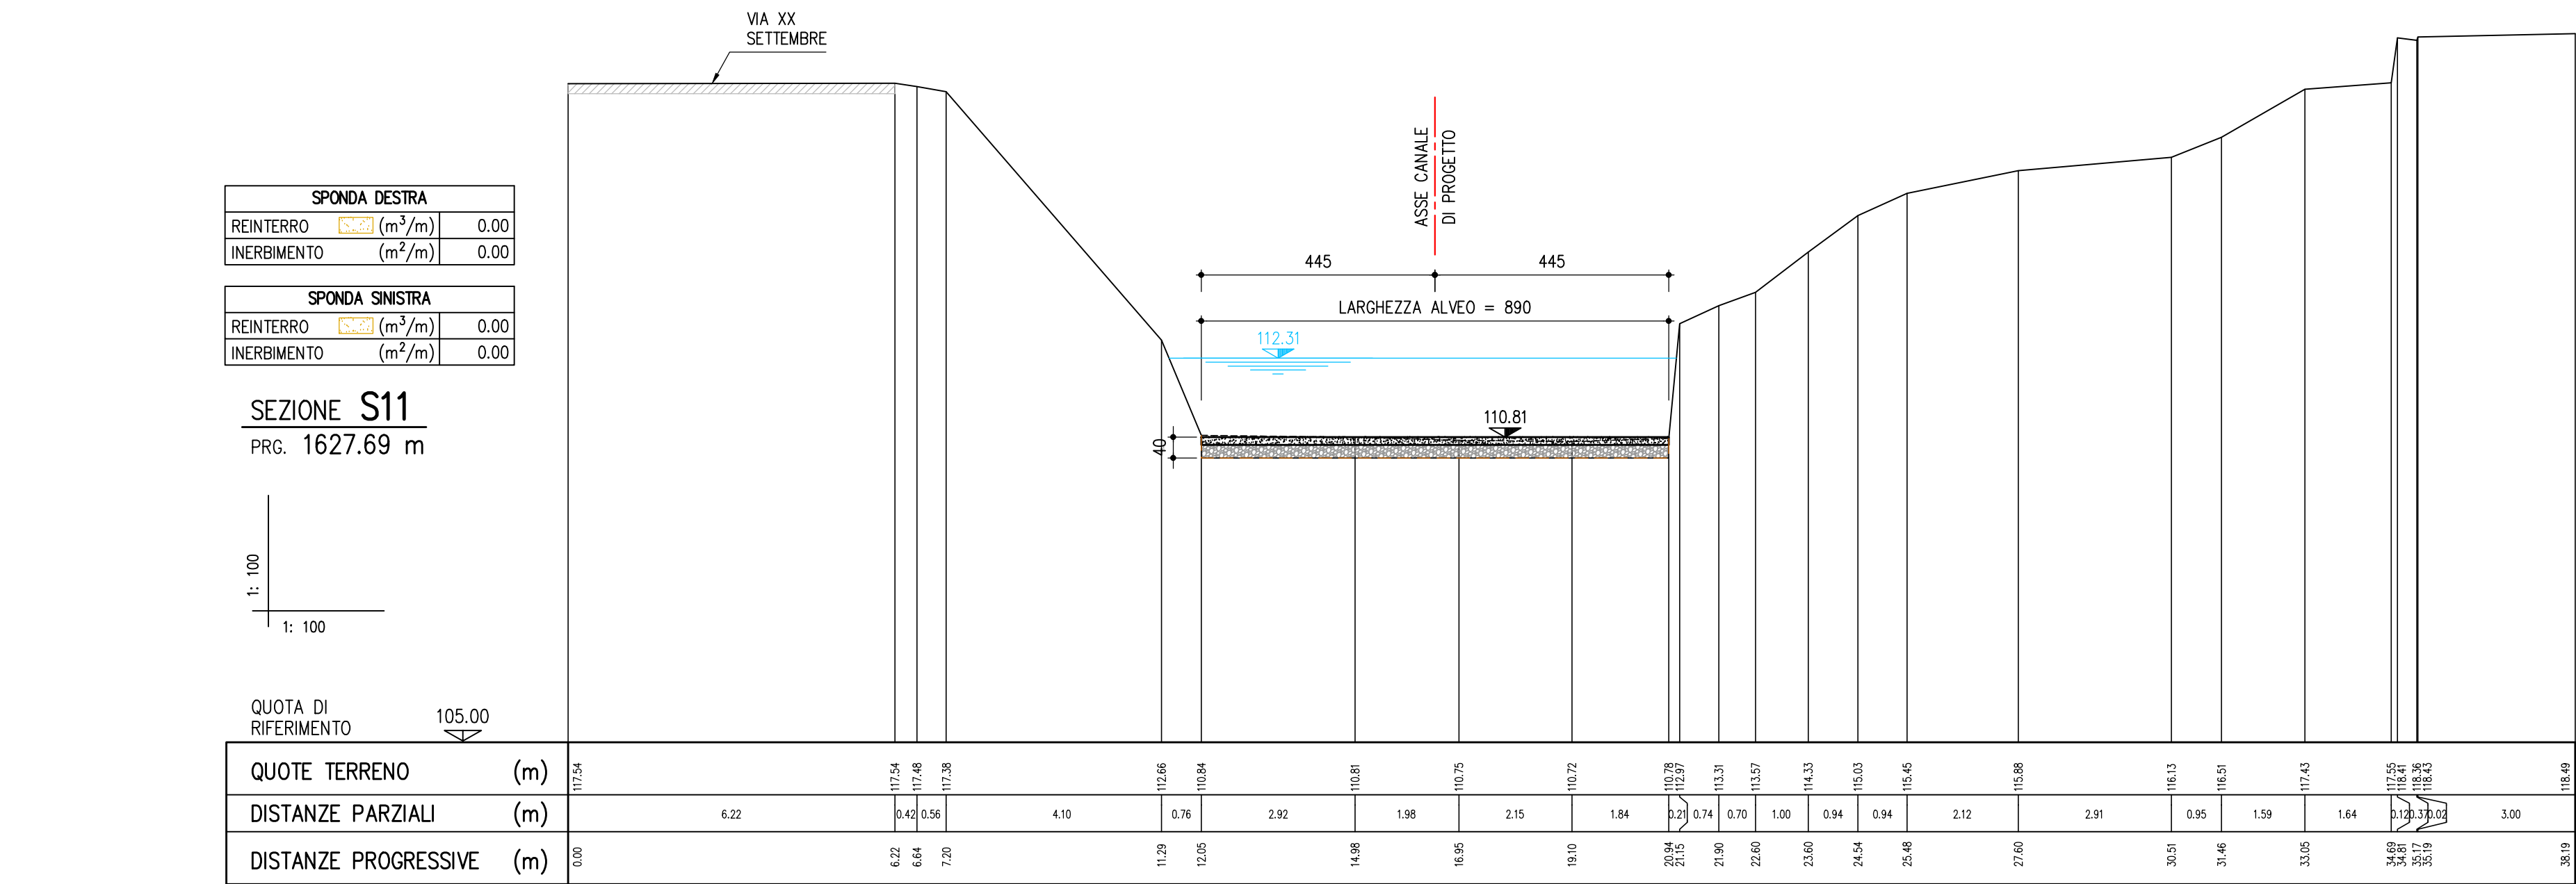 VIA XX
SETTEMBRE
SPONDA DESTRA
REINTERRO (m³/m) 0.00
INERBIMENTO (m²/m) 0.00
SPONDA SINISTRA
REINTERRO (m³/m) 0.00
INERBIMENTO (m²/m) 0.00
SEZIONE S11
PRG. 1627.69 m
1: 100
1: 100
ASSE CANALE
DI PROGETTO
445 445
LARGHEZZA ALVEO = 890
112.31
110.81
40
QUOTA DI
RIFERIMENTO 105.00
QUOTE TERRENO (m) 117.54 117.54 117.48 117.38 112.66 110.84 110.81 110.75 110.72 110.78 112.97 113.31 113.57 114.33 115.03 115.45 115.88 116.13 116.51 117.43 117.55 118.41 118.36 118.43 118.49
DISTANZE PARZIALI (m) 6.22 0.42 0.56 4.10 0.76 2.92 1.98 2.15 1.84 0.21 0.74 0.70 1.00 0.94 0.94 2.12 2.91 0.95 1.59 1.64 0.12 0.37 0.02 3.00
DISTANZE PROGRESSIVE (m) 0.00 6.22 6.64 7.20 11.29 12.05 14.98 16.95 19.10 20.94 21.15 21.90 22.60 23.60 24.54 25.48 27.60 30.51 31.46 33.05 34.69 34.81 35.17 35.19 38.19